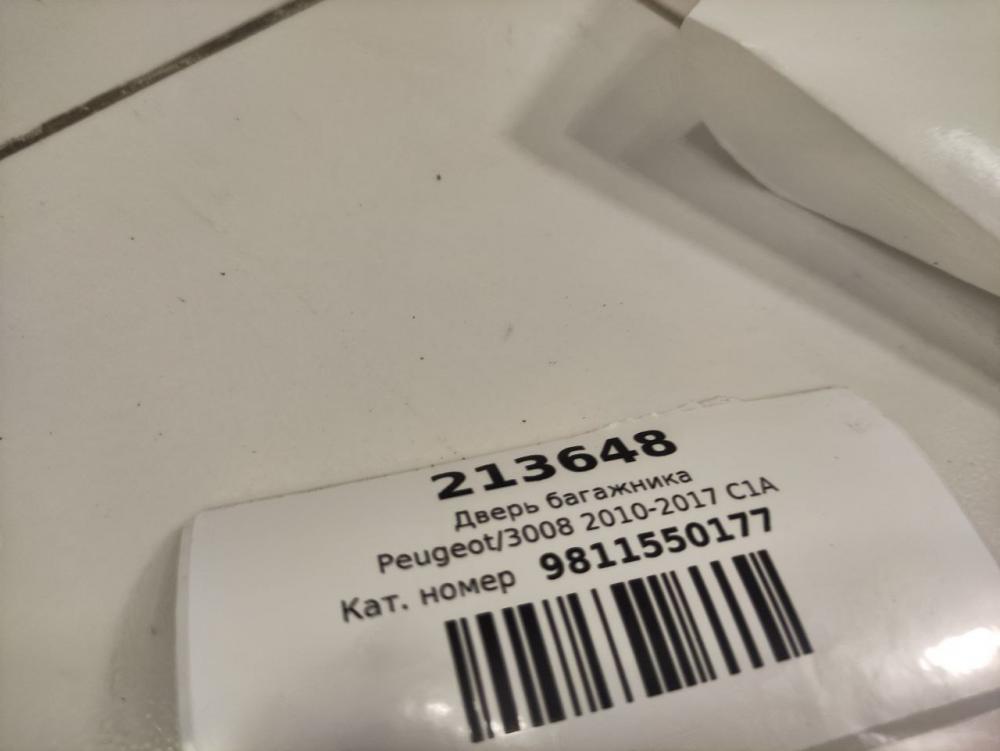 213648
Дверь багажника
Peugeot/3008 2010-2017 C1A
Кат. номер 9811550177